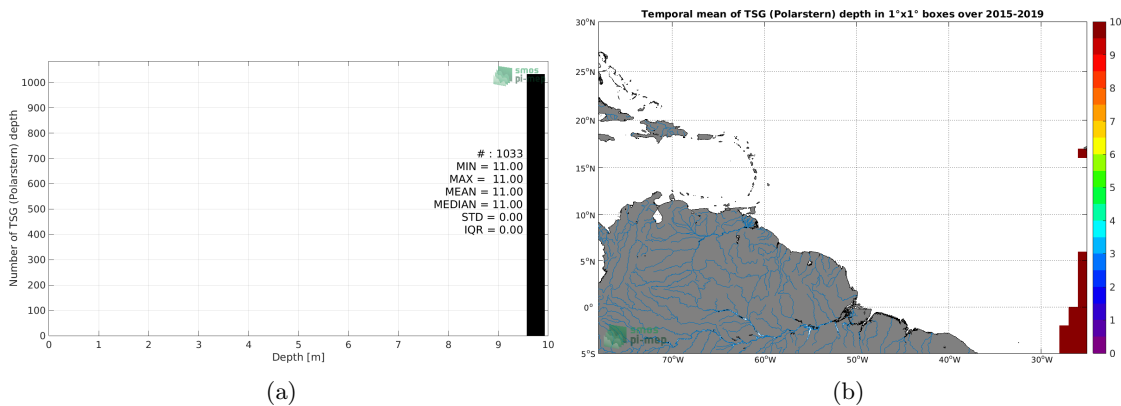 1000
900
800
700
600
500
400
300
200
100
0
Number of TSG (Polarstern) depth
smos
pi-mep
# : 1033
MIN = 11.00
MAX = 11.00
MEAN = 11.00
MEDIAN = 11.00
STD = 0.00
IQR = 0.00
0 1 2 3 4 5 6 7 8 9 10
Depth [m]
(a)
Temporal mean of TSG (Polarstern) depth in 1°x1° boxes over 2015-2019
30°N
25°N
20°N
15°N
10°N
5°N
0°
5°S
70°W 60°W 50°W 40°W 30°W
smos
pi-mep
10
9
8
7
6
5
4
3
2
1
0
(b)